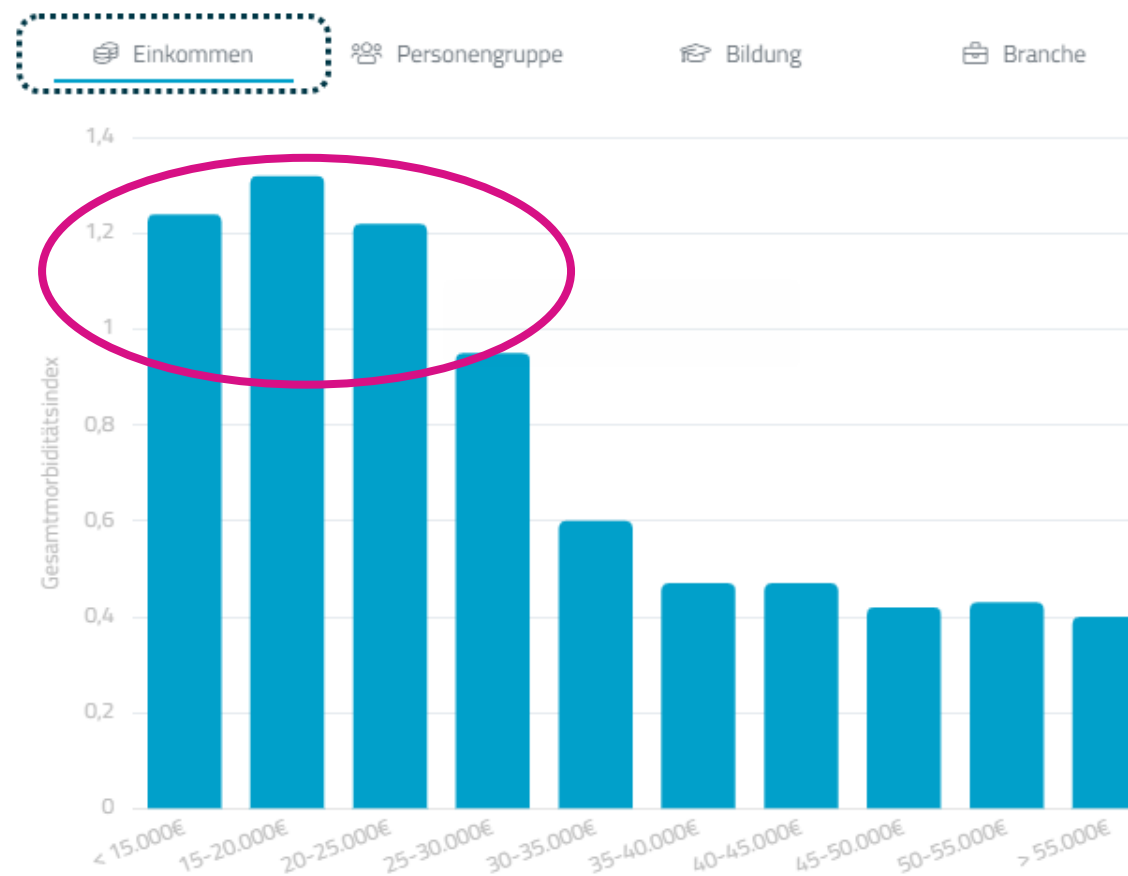 Einkommen Personengruppe Bildung Branche
1,4
1,2
1
0,8
0,6
0,4
0,2
0
Gesamtmorbiditätsindex
< 15.000€ 15-20.000€ 20-25.000€ 25-30.000€ 30-35.000€ 35-40.000€ 40-45.000€ 45-50.000€ 50-55.000€ > 55.000€